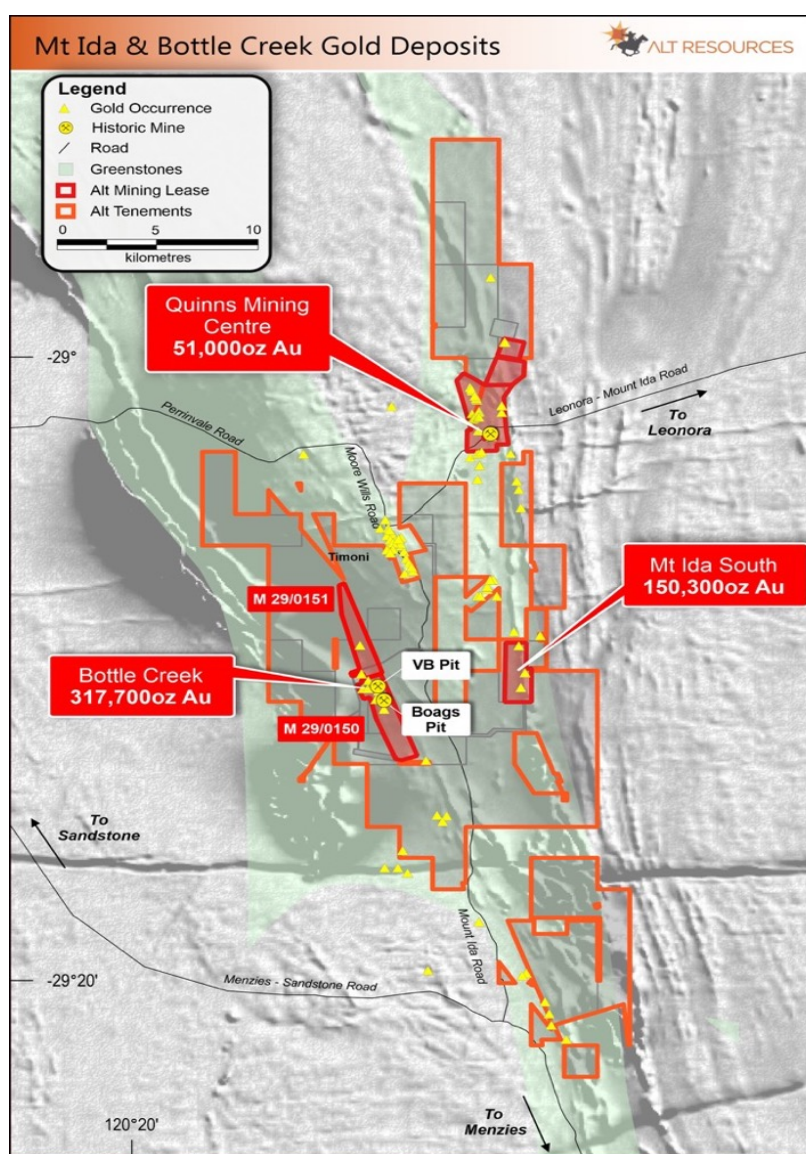 Mt Ida & Bottle Creek Gold Deposits
ALT RESOURCES
Legend
Gold Occurrence
Historic Mine
Road
Greenstones
Alt Mining Lease
Alt Tenements
0 5 10
kilometres
Quinns Mining
Centre
51,000oz Au
-29°
Leonora - Mount Ida Road
To
Leonora
Perrinvale Road
Moore Wills Road
Timoni
Mt Ida South
150,300oz Au
M 29/0151
VB Pit
Bottle Creek
317,700oz Au
Boags
Pit
M 29/0150
To
Sandstone
Mount Ida Road
-29°20'
Menzies - Sandstone Road
To
Menzies
120°20'